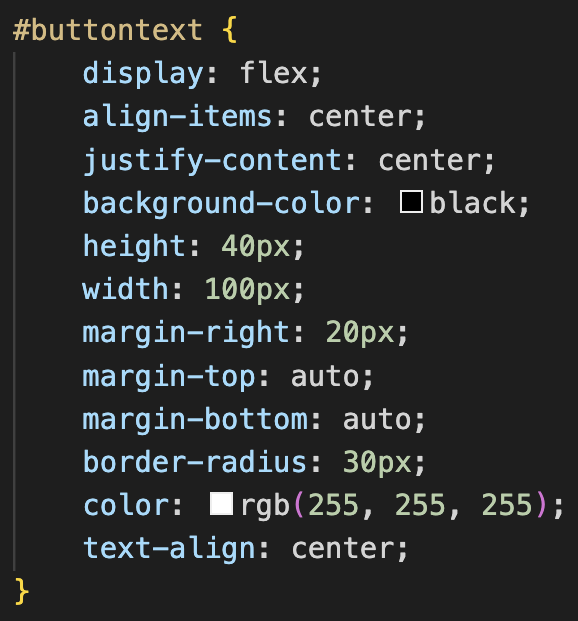 #buttontext {
    display: flex;
    align-items: center;
    justify-content: center;
    background-color: black;
    height: 40px;
    width: 100px;
    margin-right: 20px;
    margin-top: auto;
    margin-bottom: auto;
    border-radius: 30px;
    color: rgb(255, 255, 255);
    text-align: center;
}